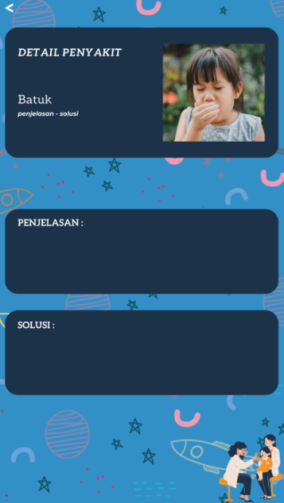 <
DETAIL PENYAKIT
Batuk
penjelasan - solusi
PENJELASAN :
SOLUSI :